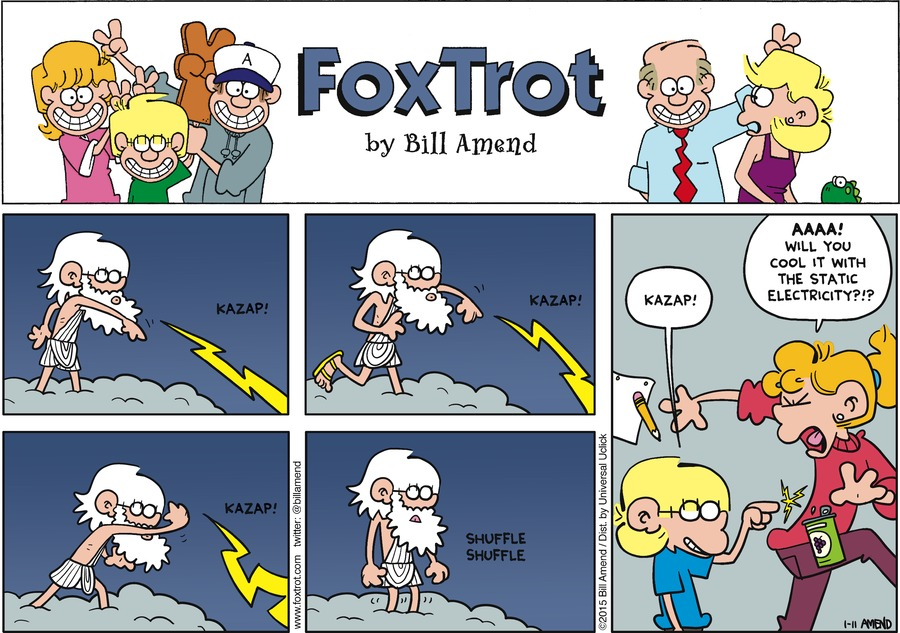 A
FOXTROT
by Bill Amend
KAZAP!
KAZAP!
KAZAP!
SHUFFLE
SHUFFLE
KAZAP!
AAAA!
WILL YOU
COOL IT WITH
THE STATIC
ELECTRICITY?!?
www.foxtrot.com twitter: @billamend
©2015 Bill Amend / Dist. by Universal Uclick
1-11 AMEND